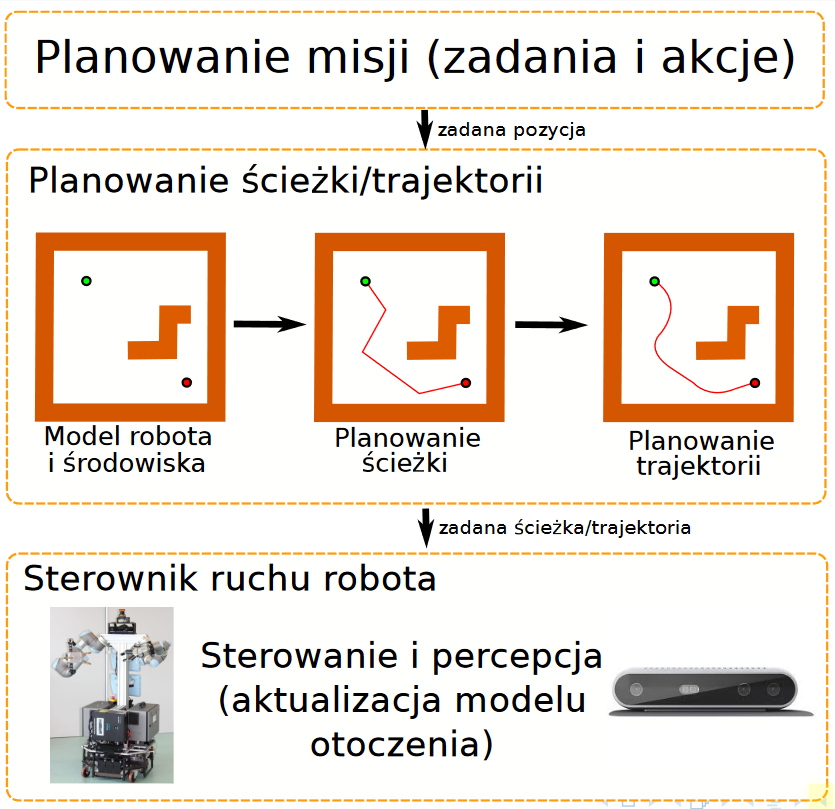 Planowanie misji (zadania i akcje)
zadana pozycja
Planowanie ścieżki/trajektorii
Model robota
i środowiska
Planowanie
ścieżki
Planowanie
trajektorii
zadana ścieżka/trajektoria
Sterownik ruchu robota
Sterowanie i percepcja
(aktualizacja modelu
otoczenia)